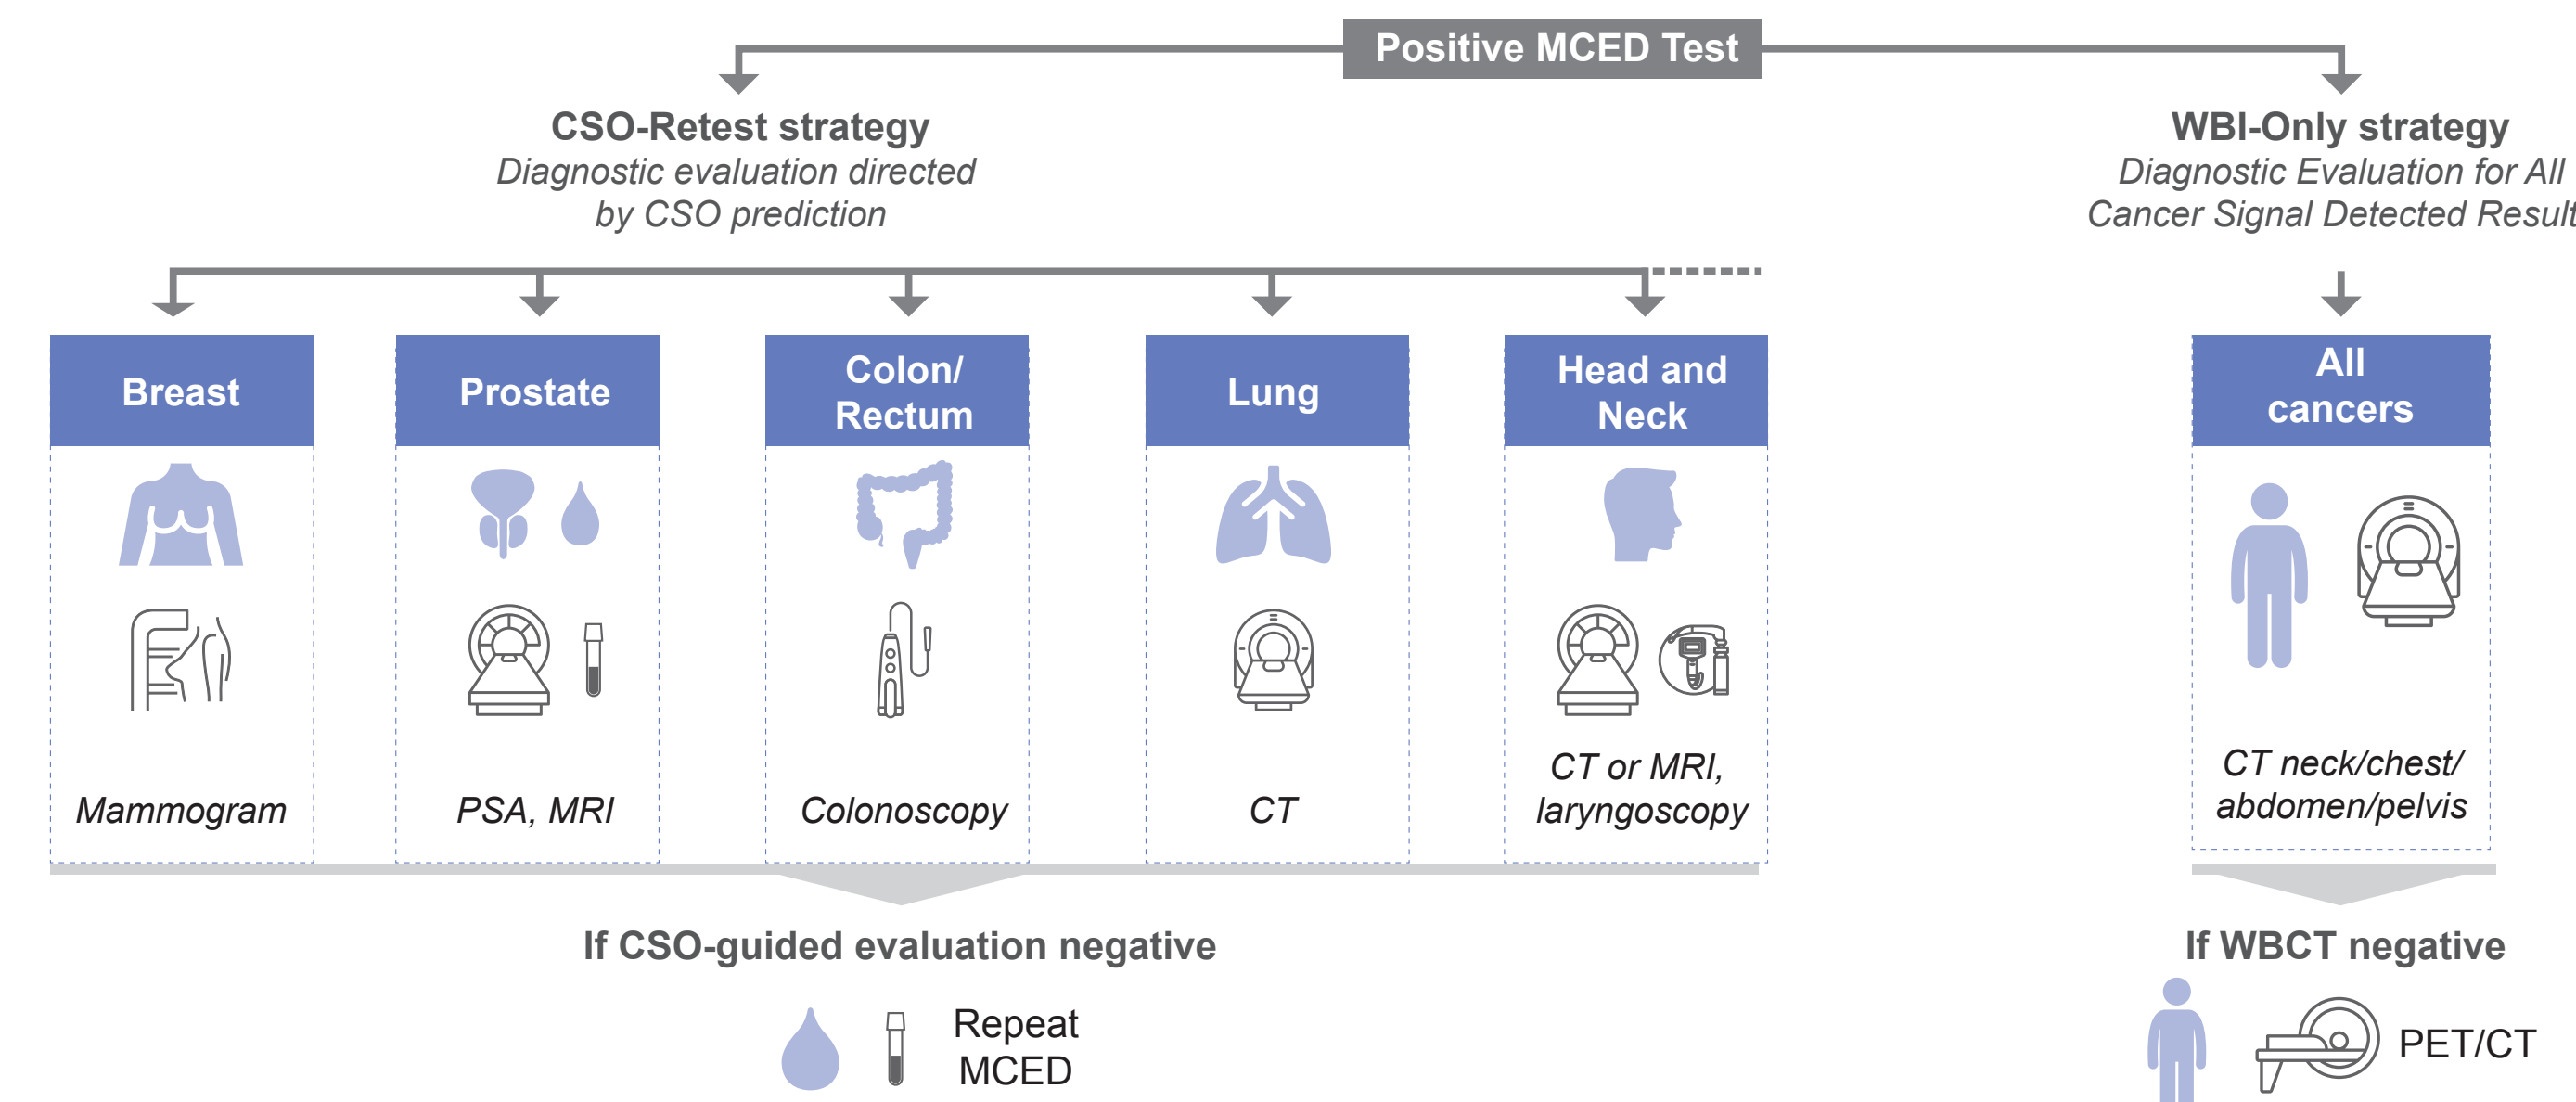 Positive MCED Test
CSO-Retest strategy
Diagnostic evaluation directed
by CSO prediction
WBI-Only strategy
Diagnostic Evaluation for All
Cancer Signal Detected Result
Breast
Prostate
Colon/
Rectum
Lung
Head and
Neck
All
cancers
Mammogram
PSA, MRI
Colonoscopy
CT
CT or MRI,
laryngoscopy
CT neck/chest/
abdomen/pelvis
If CSO-guided evaluation negative
Repeat
MCED
If WBCT negative
PET/CT